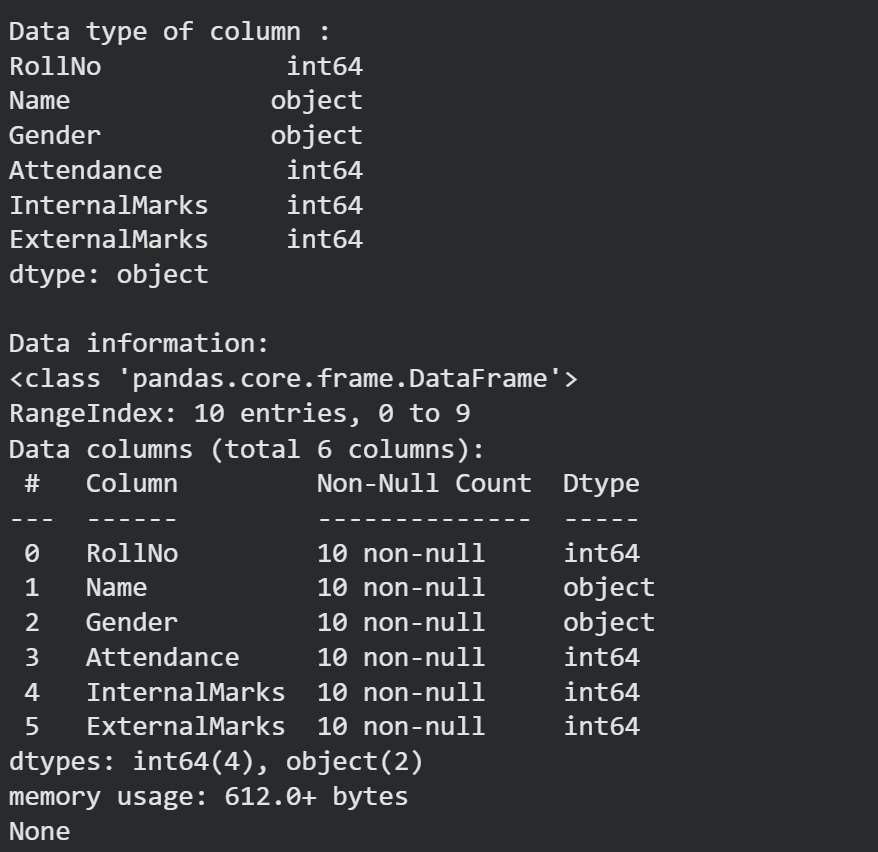 Data type of column :
RollNo            int64
Name             object
Gender           object
Attendance        int64
InternalMarks     int64
ExternalMarks     int64
dtype: object

Data information:
<class 'pandas.core.frame.DataFrame'>
RangeIndex: 10 entries, 0 to 9
Data columns (total 6 columns):
 #   Column         Non-Null Count  Dtype
---  ------         --------------  -----
 0   RollNo         10 non-null     int64
 1   Name           10 non-null     object
 2   Gender         10 non-null     object
 3   Attendance     10 non-null     int64
 4   InternalMarks  10 non-null     int64
 5   ExternalMarks  10 non-null     int64
dtypes: int64(4), object(2)
memory usage: 612.0+ bytes
None